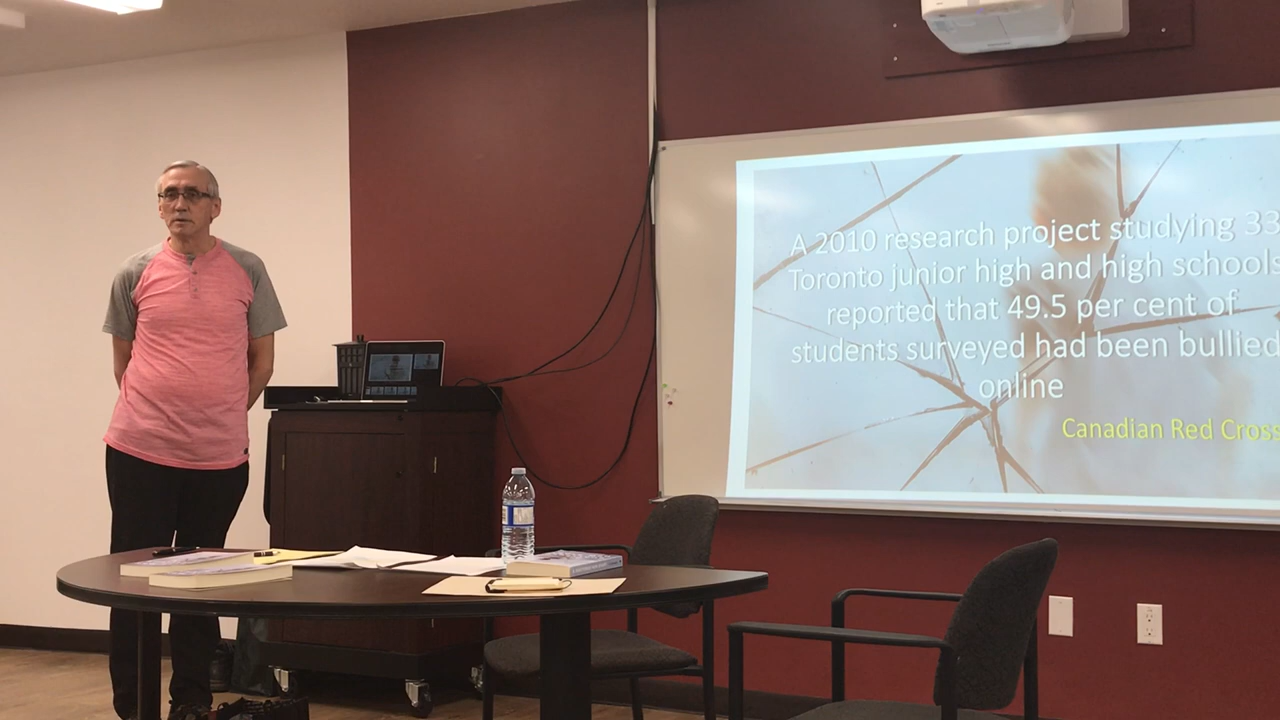 A 2010 research project studying 33
Toronto junior high and high schools
reported that 49.5 per cent of
students surveyed had been bullied
online
Canadian Red Cross